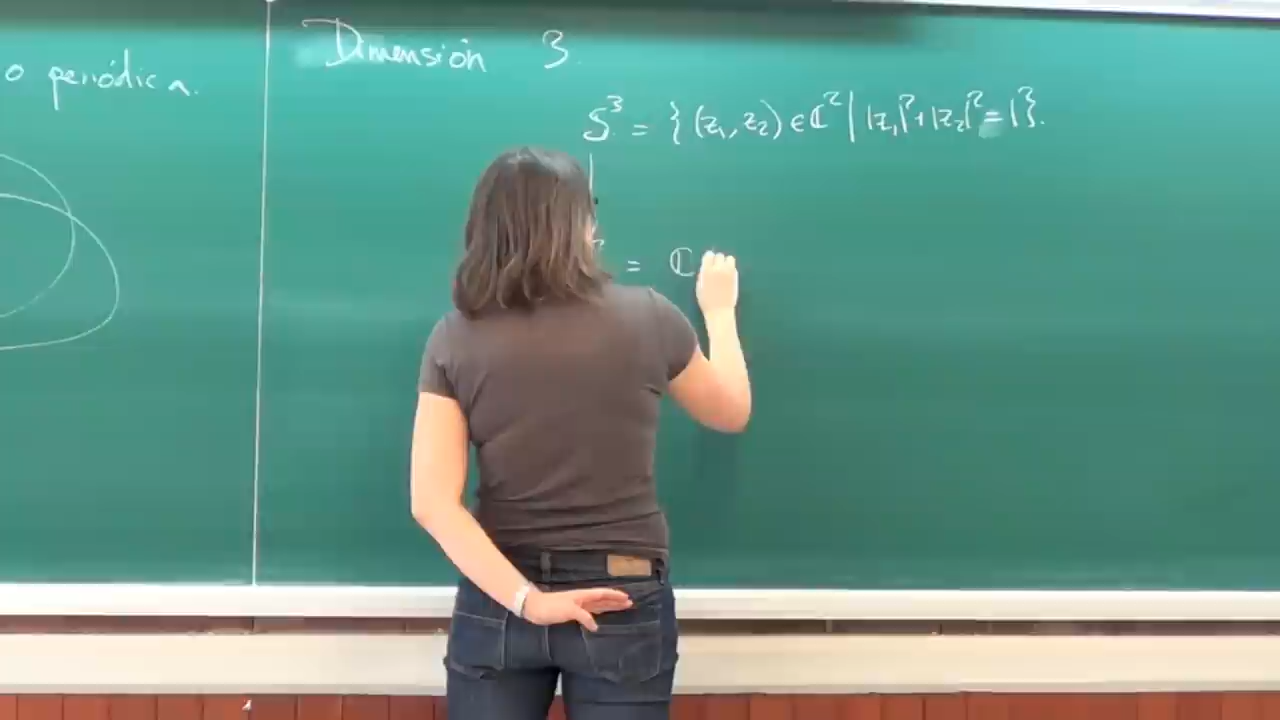 o periódica.
Dimensión 3.
S³ = {(z₁, z₂) ∈ ℂ² | |z₁|² + |z₂|² = 1}.
= ℂ